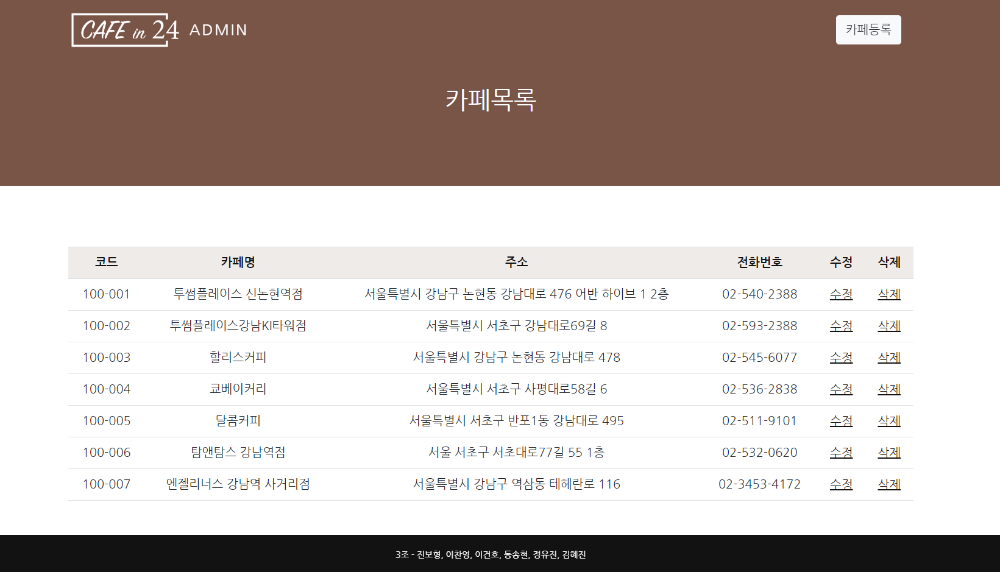 CAFE in 24 ADMIN
카페등록
카페목록
코드 카페명 주소 전화번호 수정 삭제
100-001 투썸플레이스 신논현역점 서울특별시 강남구 논현동 강남대로 476 어반 하이브 1 2층 02-540-2388 수정 삭제
100-002 투썸플레이스강남KI타워점 서울특별시 서초구 강남대로69길 8 02-593-2388 수정 삭제
100-003 할리스커피 서울특별시 강남구 논현동 강남대로 478 02-545-6077 수정 삭제
100-004 쿄베이커리 서울특별시 서초구 사평대로58길 6 02-536-2838 수정 삭제
100-005 달콤커피 서울특별시 서초구 반포1동 강남대로 495 02-511-9101 수정 삭제
100-006 탐앤탐스 강남역점 서울 서초구 서초대로77길 55 1층 02-532-0620 수정 삭제
100-007 엔젤리너스 강남역 사거리점 서울특별시 강남구 역삼동 테헤란로 116 02-3453-4172 수정 삭제
3조 - 진보형, 이찬영, 이건호, 동송현, 정유진, 김혜진